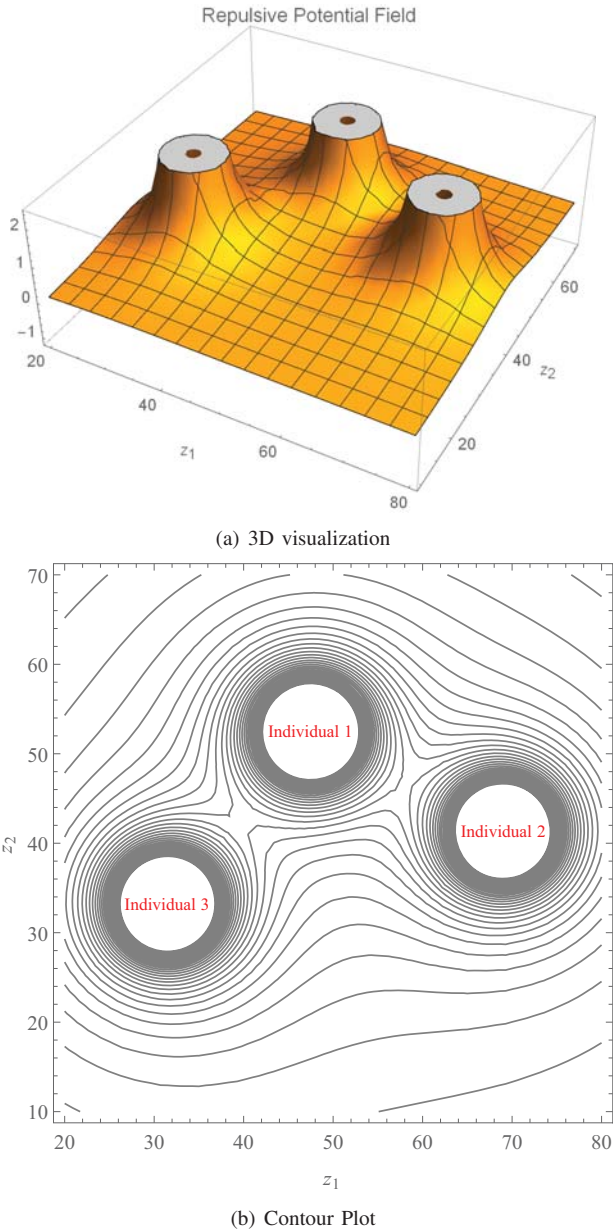 Repulsive Potential Field
2
1
0
−1
20
40
z1
60
80
20
40
z2
60
(a) 3D visualization
70
60
50
40
30
20
10
z2
Individual 1
Individual 2
Individual 3
20 30 40 50 60 70 80
z1
(b) Contour Plot